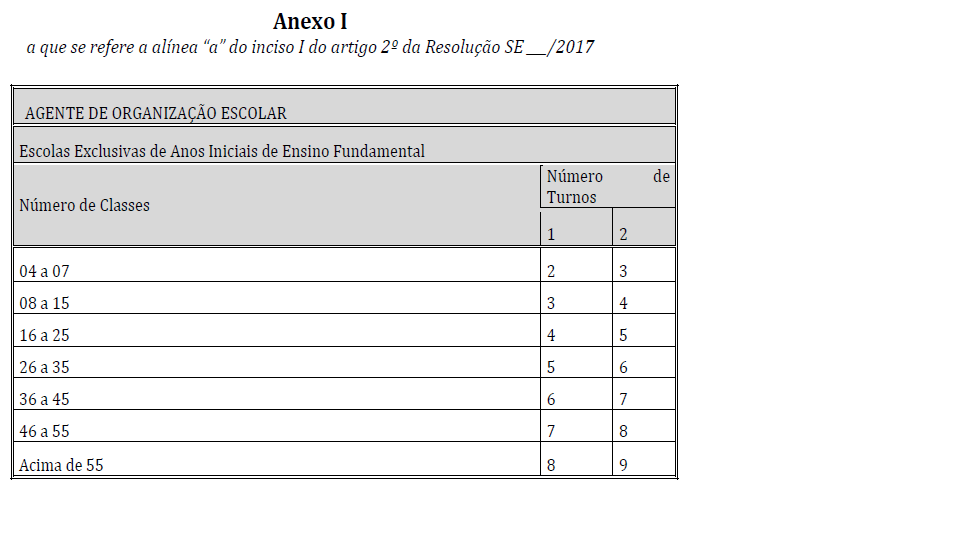 Anexo I
a que se refere a alínea “a” do inciso I do artigo 2º da Resolução SE ___/2017
AGENTE DE ORGANIZAÇÃO ESCOLAR
Escolas Exclusivas de Anos Iniciais de Ensino Fundamental
Número de Classes
Número de
Turnos
1 2
04 a 07 2 3
08 a 15 3 4
16 a 25 4 5
26 a 35 5 6
36 a 45 6 7
46 a 55 7 8
Acima de 55 8 9